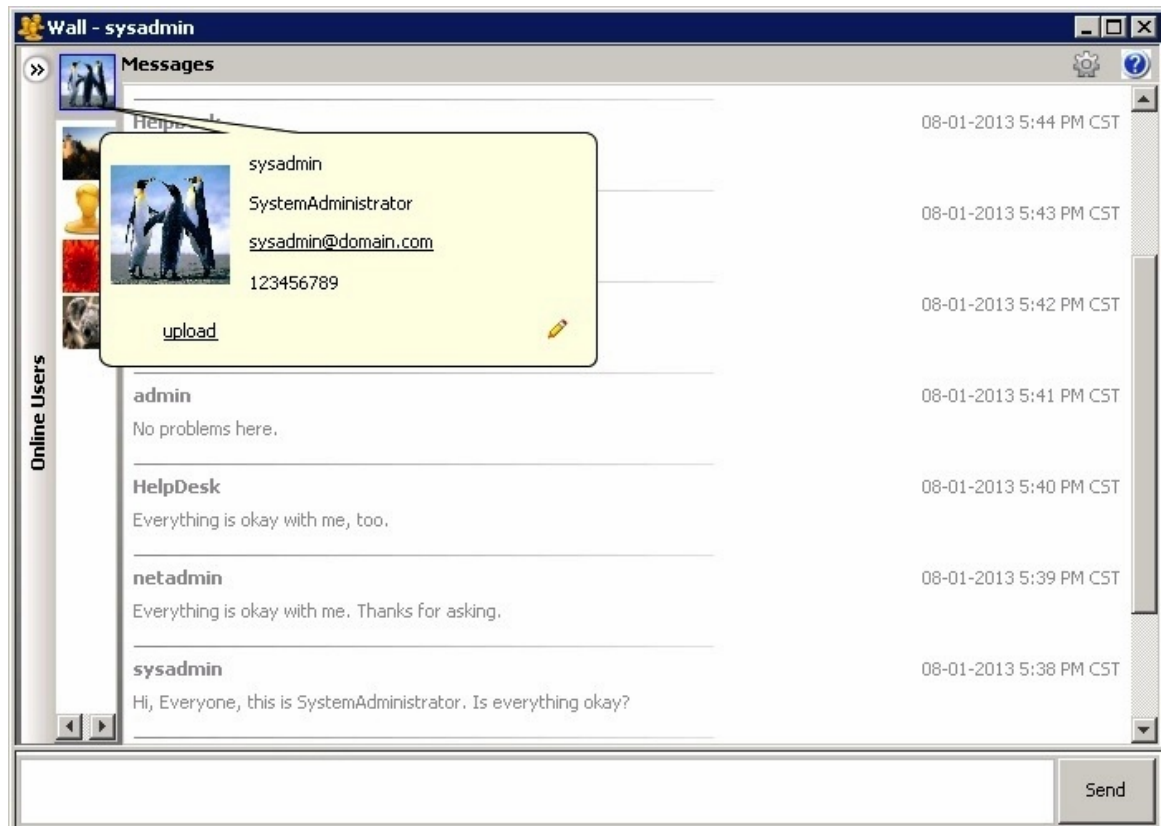 Wall - sysadmin
Messages
08-01-2013 5:44 PM CST
sysadmin
SystemAdministrator
sysadmin@domain.com
123456789
upload
08-01-2013 5:43 PM CST
08-01-2013 5:42 PM CST
Online Users
admin
08-01-2013 5:41 PM CST
No problems here.
HelpDesk
08-01-2013 5:40 PM CST
Everything is okay with me, too.
netadmin
08-01-2013 5:39 PM CST
Everything is okay with me. Thanks for asking.
sysadmin
08-01-2013 5:38 PM CST
Hi, Everyone, this is SystemAdministrator. Is everything okay?
Send